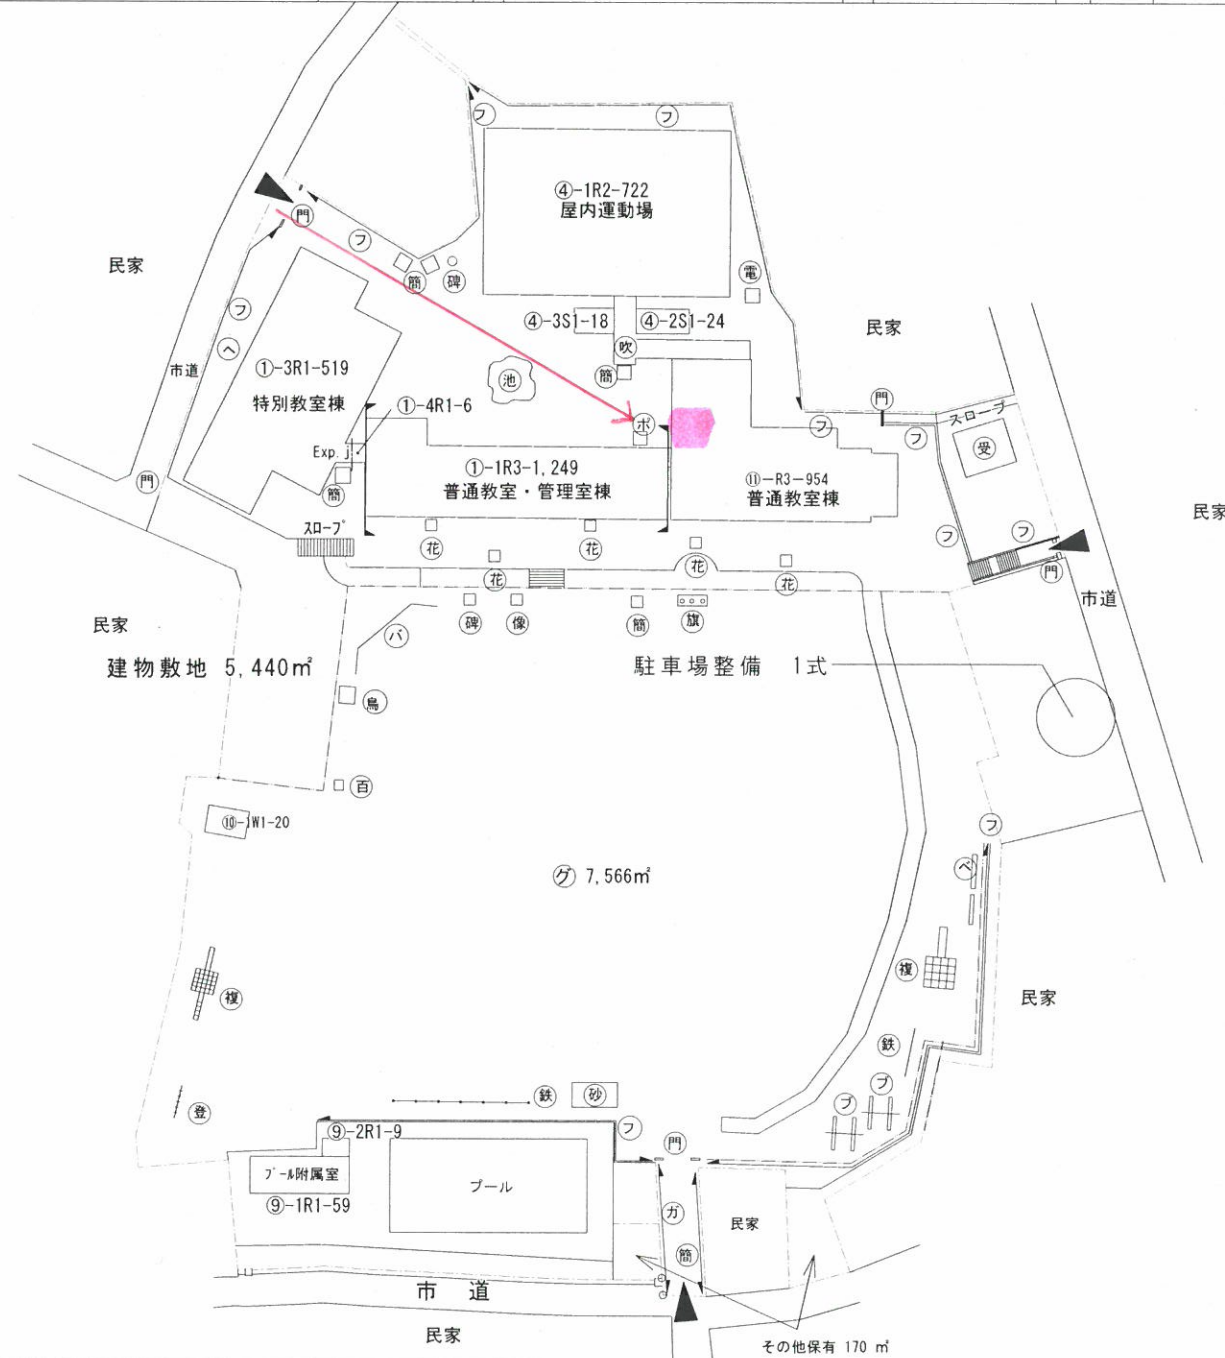 フ
フ
④-1R2-722
屋内運動場
門
フ
民家
簡
碑
電
フ
④-3S1-18
④-2S1-24
民家
吹
ヘ
市道
①-3R1-519
簡
池
特別教室棟
①-4R1-6
門
スロープ
ポ
フ
フ
受
Exp.j
①-1R3-1,249
普通教室・管理室棟
⑪-R3-954
普通教室棟
門
簡
民家
スロープ
フ
フ
花
花
花
花
花
門
市道
碑
像
簡
旗
民家
バ
建物敷地 5,440㎡
駐車場整備 1式
鳥
百
⑩-1W1-20
フ
グ 7,566㎡
ベ
複
複
民家
鉄
鉄
砂
ブ
ブ
登
フ
⑨-2R1-9
門
プール附属室
プール
⑨-1R1-59
ガ
民家
簡
市道
民家
その他保有 170 ㎡